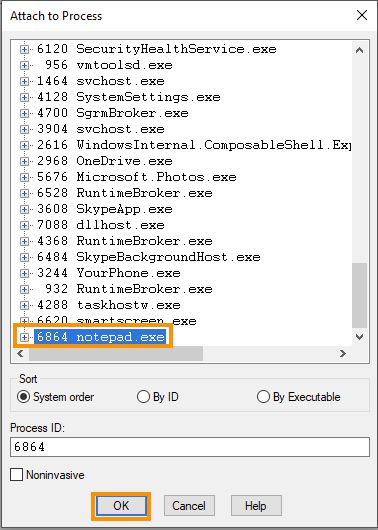 Attach to Process
6120 SecurityHealthService.exe
956 vmtoolsd.exe
1464 svchost.exe
4128 SystemSettings.exe
4700 SgrmBroker.exe
3904 svchost.exe
2616 WindowsInternal.ComposableShell.Exp
2968 OneDrive.exe
5676 Microsoft.Photos.exe
6528 RuntimeBroker.exe
3608 SkypeApp.exe
7088 dllhost.exe
4368 RuntimeBroker.exe
6484 SkypeBackgroundHost.exe
3244 YourPhone.exe
932 RuntimeBroker.exe
4288 taskhostw.exe
6620 smartscreen.exe
6864 notepad.exe
Sort
System order By ID By Executable
Process ID:
6864
Noninvasive
OK Cancel Help